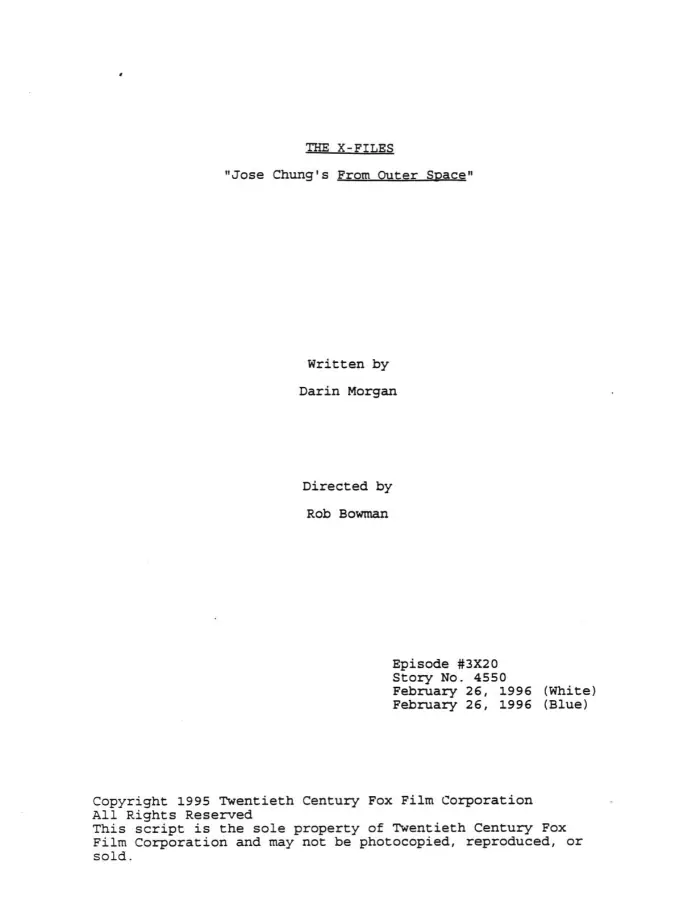 THE X-FILES
"Jose Chung's From Outer Space"
Written by
Darin Morgan
Directed by
Rob Bowman
Episode #3X20
Story No. 4550
February 26, 1996 (White)
February 26, 1996 (Blue)
Copyright 1995 Twentieth Century Fox Film Corporation
All Rights Reserved
This script is the sole property of Twentieth Century Fox
Film Corporation and may not be photocopied, reproduced, or
sold.